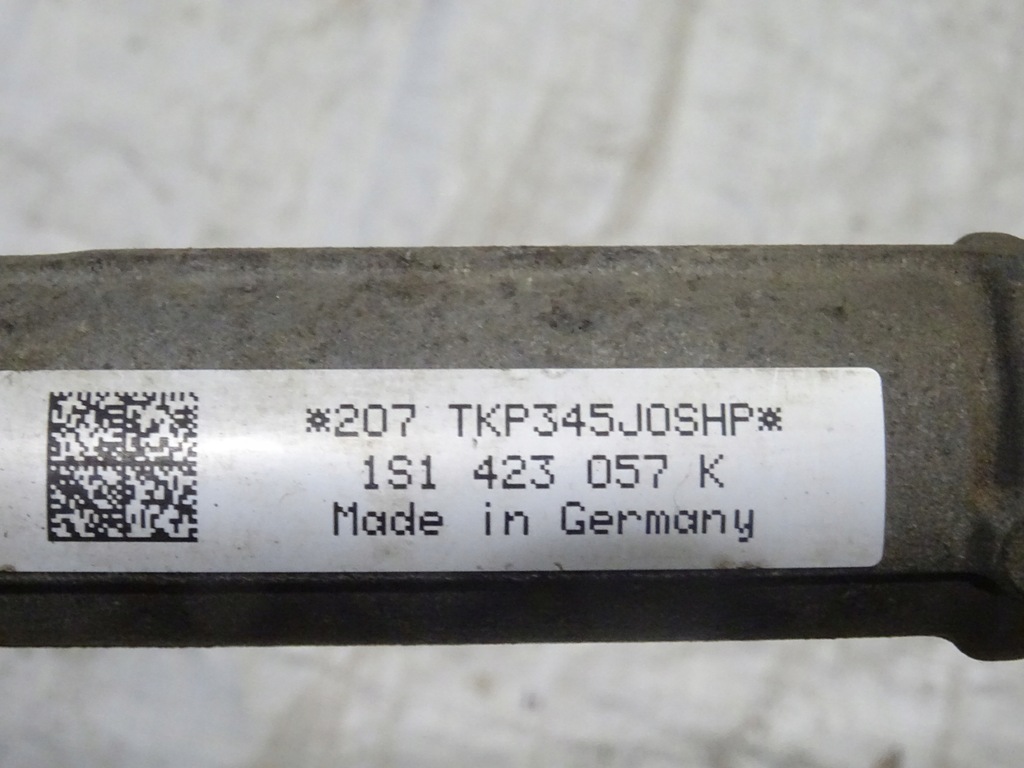 *207 TKP345J0SHP*
1S1 423 057 K
Made in Germany